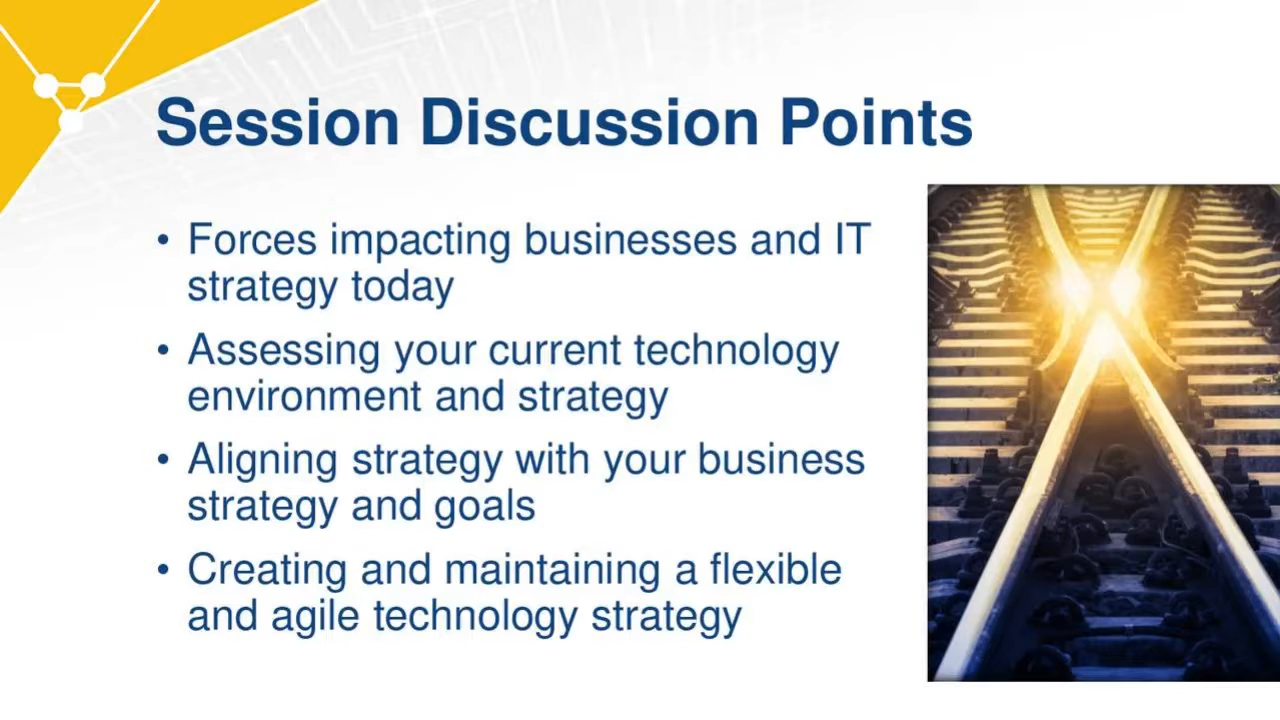 Session Discussion Points
• Forces impacting businesses and IT
strategy today
• Assessing your current technology
environment and strategy
• Aligning strategy with your business
strategy and goals
• Creating and maintaining a flexible
and agile technology strategy